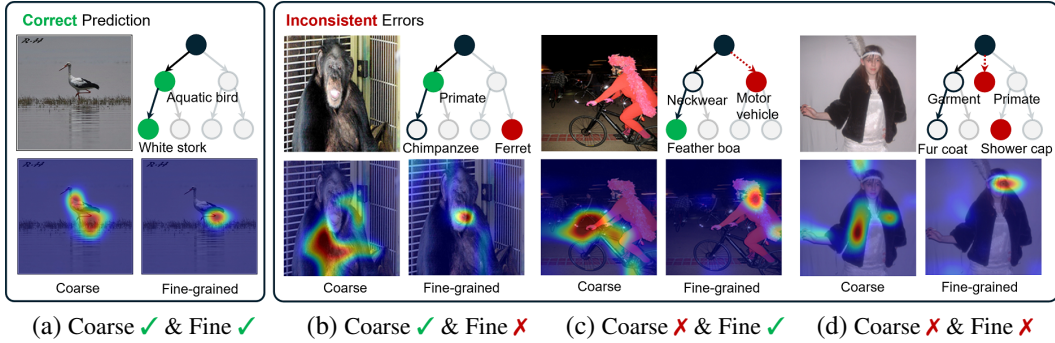 Correct Prediction
R-H
Aquatic bird
White stork
R-H
R-H
Coarse
Fine-grained
Inconsistent Errors
Primate
Chimpanzee
Ferret
Coarse
Fine-grained
Neckwear
Motor
vehicle
Feather boa
Coarse
Fine-grained
Garment
Primate
Fur coat
Shower cap
Coarse
Fine-grained
(a) Coarse ✓ & Fine ✓
(b) Coarse ✓ & Fine ✗
(c) Coarse ✗ & Fine ✓
(d) Coarse ✗ & Fine ✗